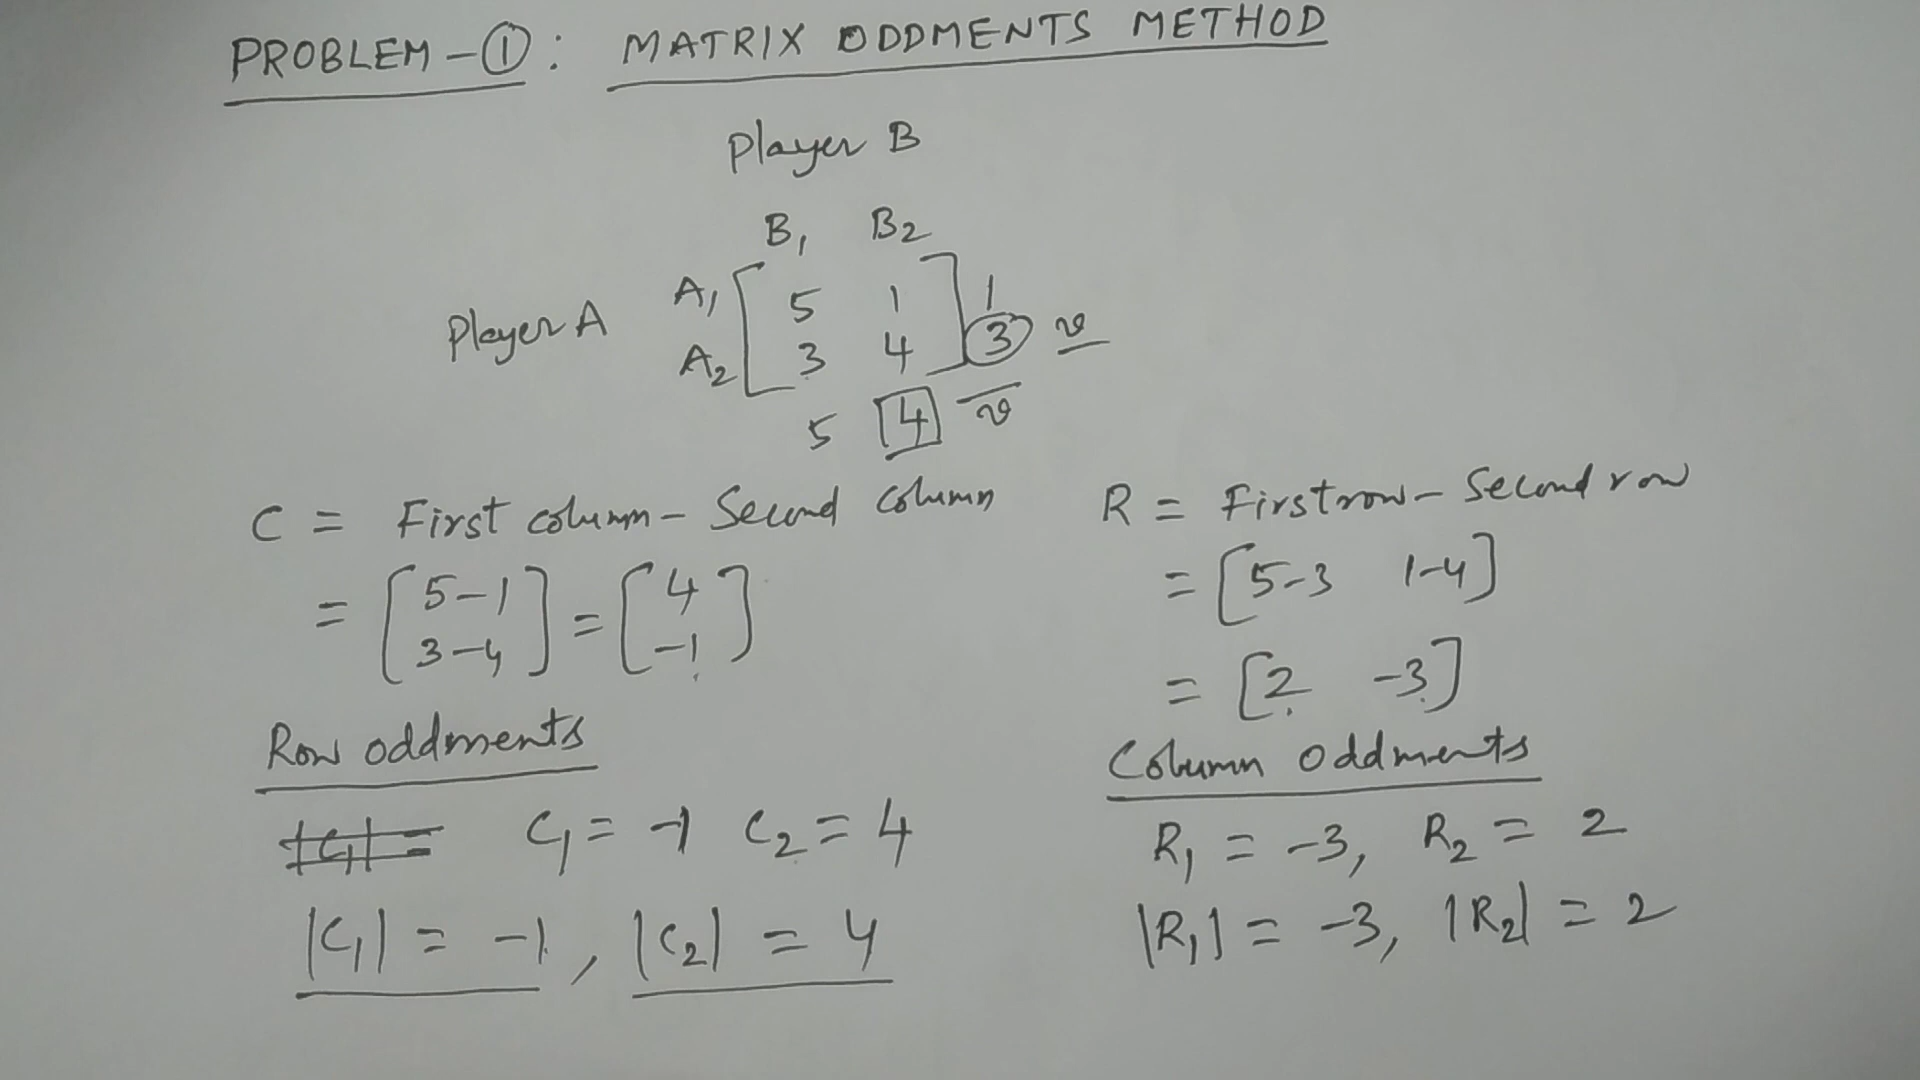 PROBLEM - ① : MATRIX ODDMENTS METHOD
Player B
B₁ B₂
Player A
A₁ [ 5 1 ] 1
A₂ [ 3 4 ] 3 v
5 4 v
C = First column - Second column
= [ 5-1 3-4 ] = [ 4 -1 ]
Row oddments
C₁ = -1 C₂ = 4
|C₁| = -1, |C₂| = 4
R = First row - Second row
= [ 5-3 1-4 ]
= [ 2 -3 ]
Column oddments
R₁ = -3, R₂ = 2
|R₁| = -3, |R₂| = 2